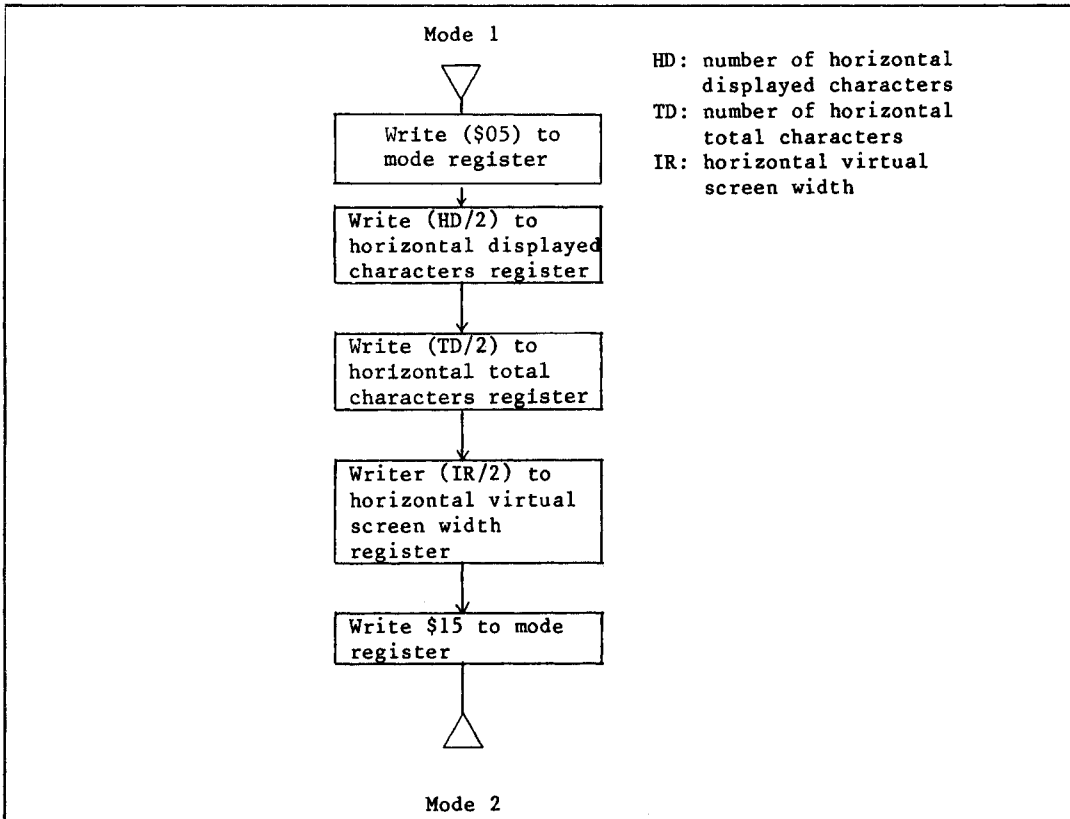 Mode 1
HD: number of horizontal
displayed characters
TD: number of horizontal
total characters
IR: horizontal virtual
screen width
Write ($05) to
mode register
Write (HD/2) to
horizontal displayed
characters register
Write (TD/2) to
horizontal total
characters register
Writer (IR/2) to
horizontal virtual
screen width
register
Write $15 to mode
register
Mode 2